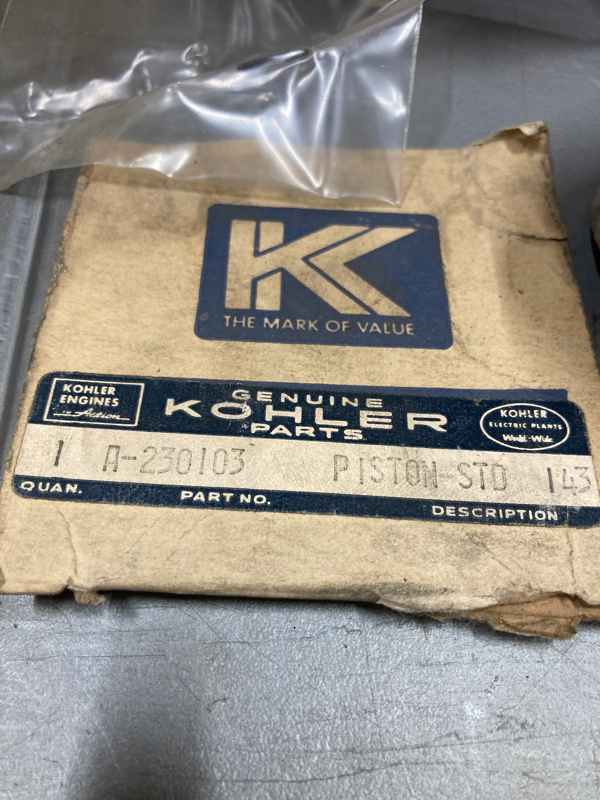 K
THE MARK OF VALUE
KOHLER
ENGINES
in Action
GENUINE
KOHLER
PARTS
KOHLER
ELECTRIC PLANTS
World-Wide
1 A-230103 PISTON-STD 143
QUAN. PART NO. DESCRIPTION